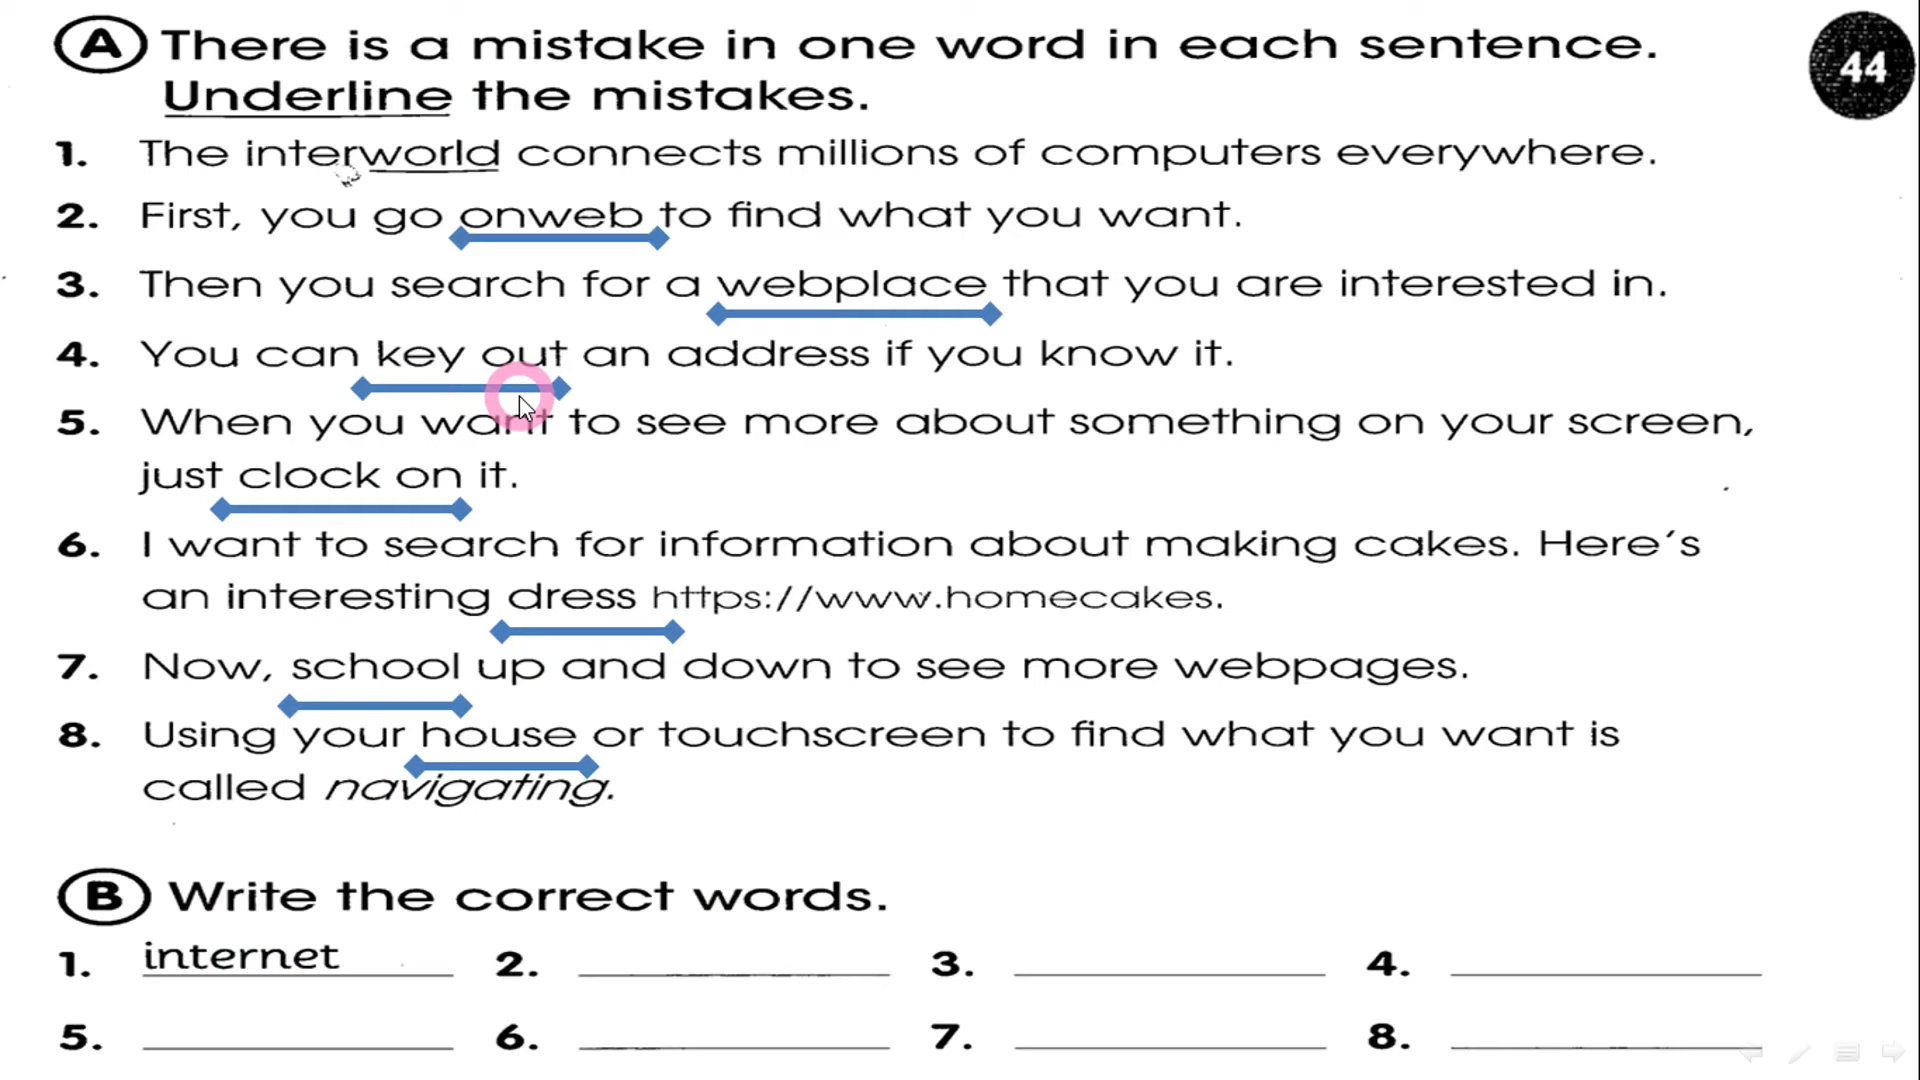 A There is a mistake in one word in each sentence.
Underline the mistakes.
44
1. The interworld connects millions of computers everywhere.
2. First, you go onweb to find what you want.
3. Then you search for a webplace that you are interested in.
4. You can key out an address if you know it.
5. When you want to see more about something on your screen,
just clock on it.
6. I want to search for information about making cakes. Here's
an interesting dress https://www.homecakes.
7. Now, school up and down to see more webpages.
8. Using your house or touchscreen to find what you want is
called navigating.
B Write the correct words.
1. internet 2. 3. 4.
5. 6. 7. 8.